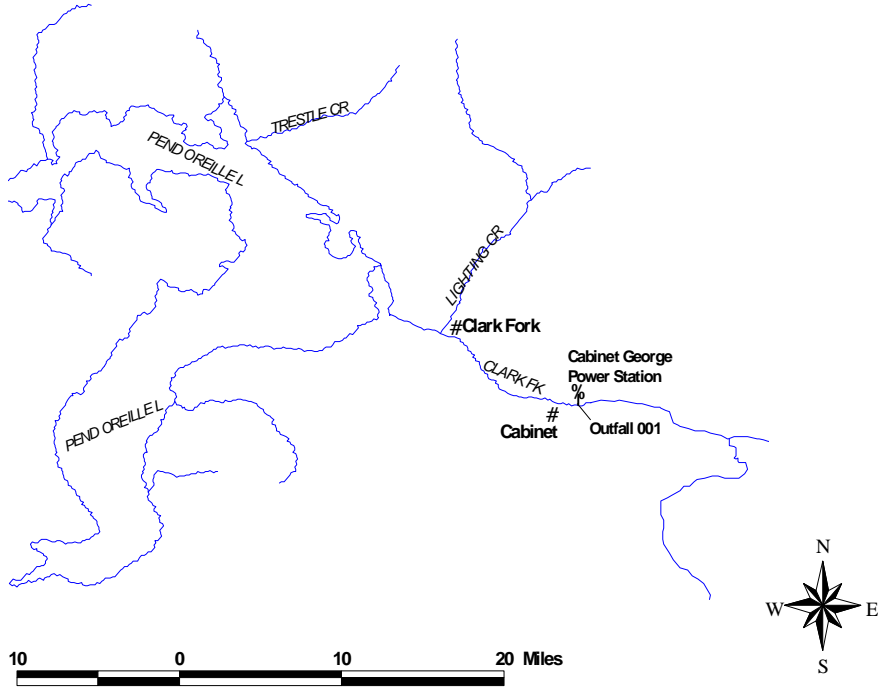 TRESTLE CR
PEND OREILLE L
LIGHTING CR
Clark Fork
Cabinet George
Power Station
CLARK FK
PEND OREILLE L
Cabinet
Outfall 001
N
W
E
S
10 0 10 20 Miles